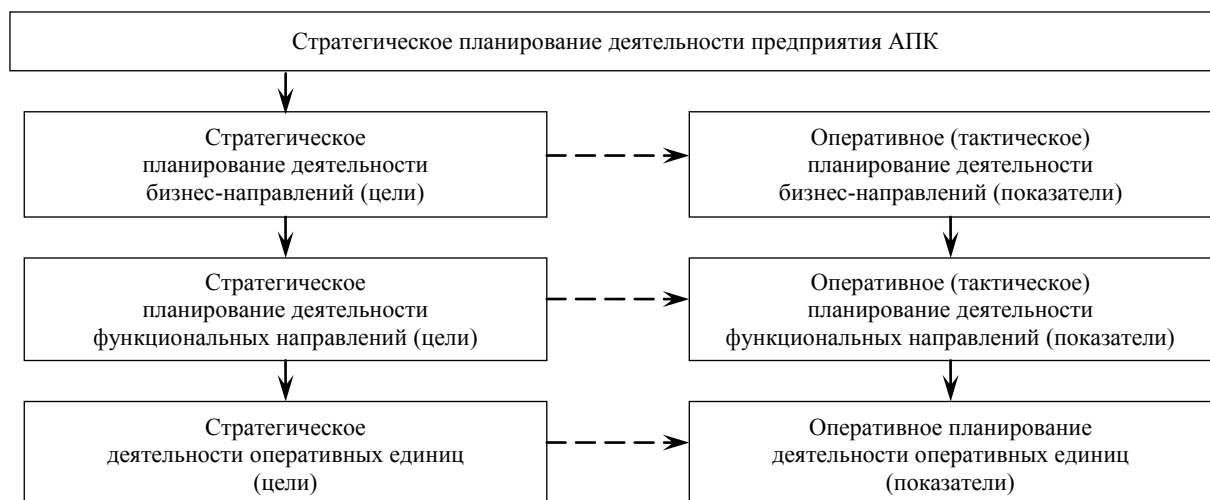 Стратегическое планирование деятельности предприятия АПК
Стратегическое
планирование деятельности
бизнес-направлений (цели)
Оперативное (тактическое)
планирование деятельности
бизнес-направлений (показатели)
Стратегическое
планирование деятельности
функциональных направлений (цели)
Оперативное (тактическое)
планирование деятельности
функциональных направлений (показатели)
Стратегическое
деятельности оперативных единиц
(цели)
Оперативное планирование
деятельности оперативных единиц
(показатели)